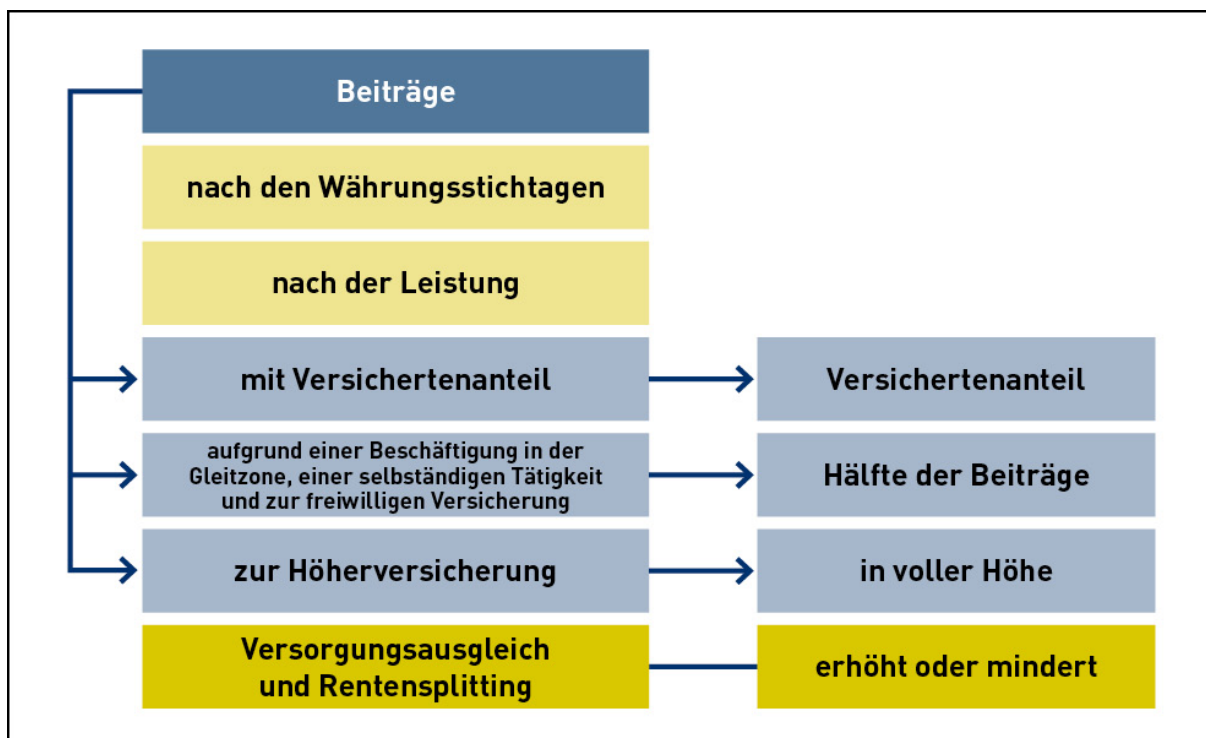 Beiträge
nach den Währungsstichtagen
nach der Leistung
mit Versichertenanteil
Versichertenanteil
aufgrund einer Beschäftigung in der
Gleitzone, einer selbständigen Tätigkeit
und zur freiwilligen Versicherung
Hälfte der Beiträge
zur Höherversicherung
in voller Höhe
Versorgungsausgleich
und Rentensplitting
erhöht oder mindert